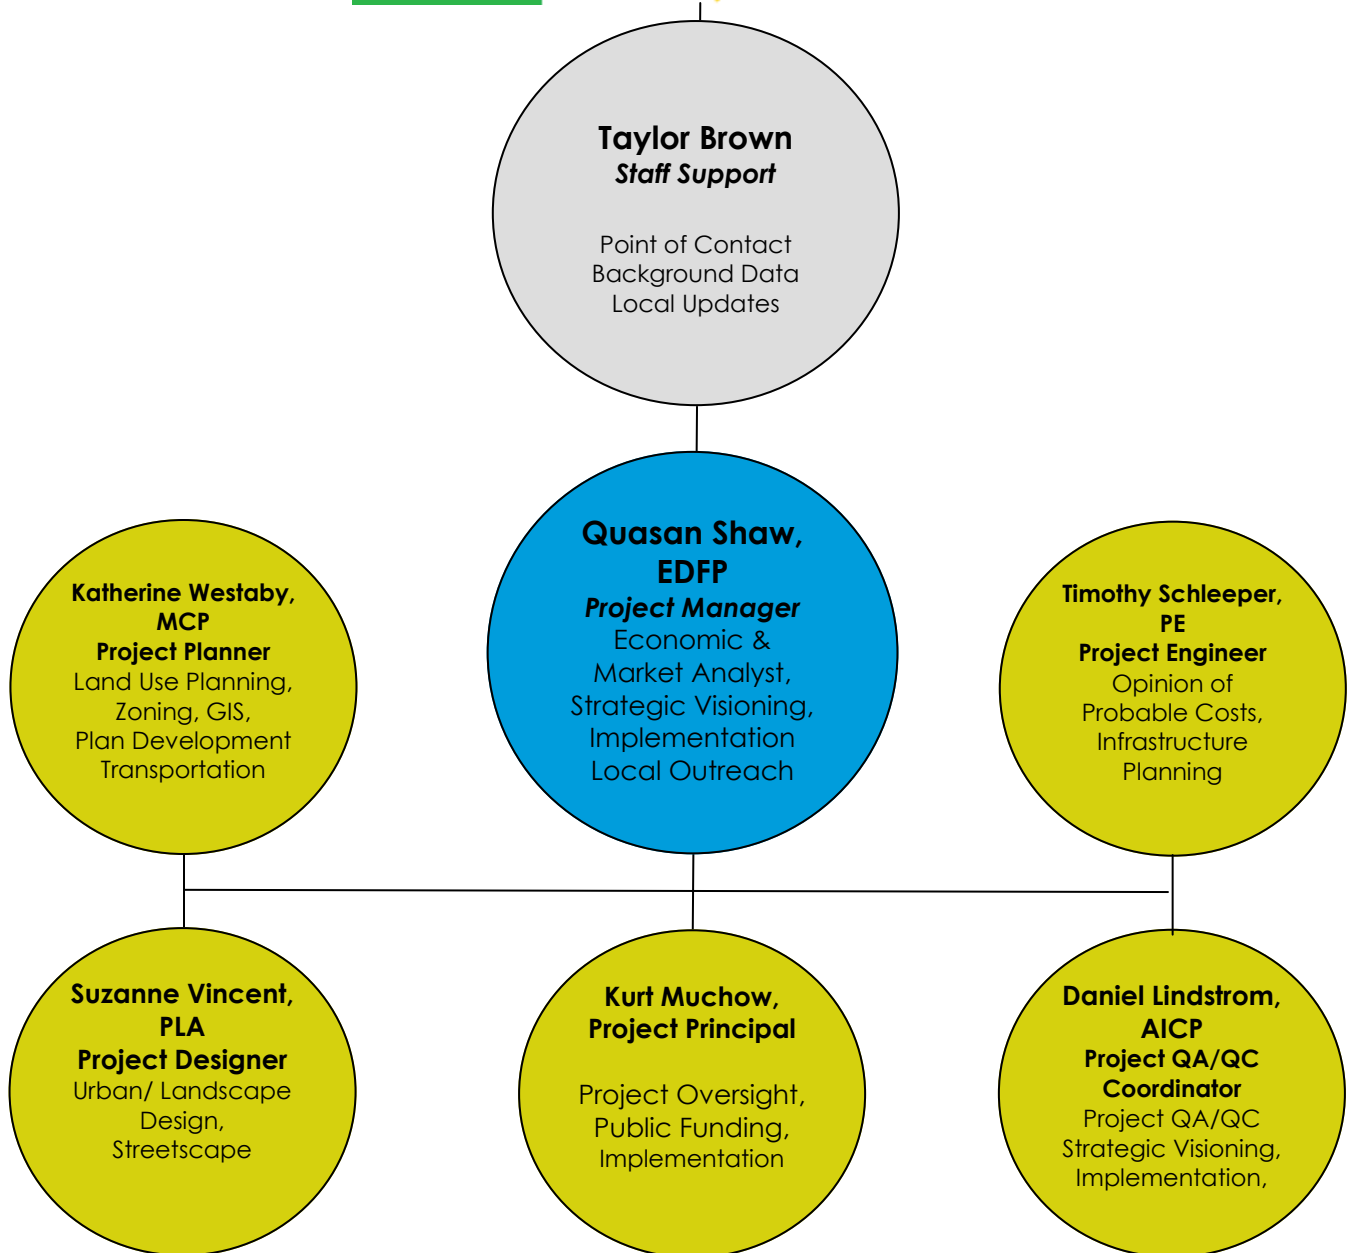 Taylor Brown
Staff Support
Point of Contact
Background Data
Local Updates
Quasan Shaw,
EDFP
Project Manager
Economic &
Market Analyst,
Strategic Visioning,
Implementation
Local Outreach
Katherine Westaby,
MCP
Project Planner
Land Use Planning,
Zoning, GIS,
Plan Development
Transportation
Timothy Schleeper,
PE
Project Engineer
Opinion of
Probable Costs,
Infrastructure
Planning
Suzanne Vincent,
PLA
Project Designer
Urban/ Landscape
Design,
Streetscape
Kurt Muchow,
Project Principal
Project Oversight,
Public Funding,
Implementation
Daniel Lindstrom,
AICP
Project QA/QC
Coordinator
Project QA/QC
Strategic Visioning,
Implementation,